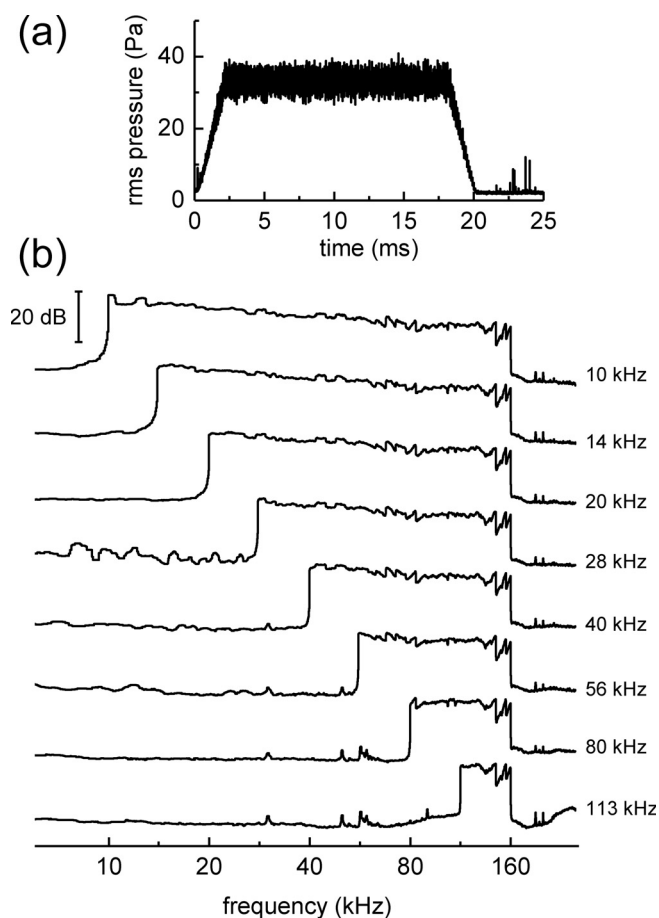 (a)
rms pressure (Pa)
40
20
0
0 5 10 15 20 25
time (ms)
(b)
20 dB
10 kHz
14 kHz
20 kHz
28 kHz
40 kHz
56 kHz
80 kHz
113 kHz
10 20 40 80 160
frequency (kHz)